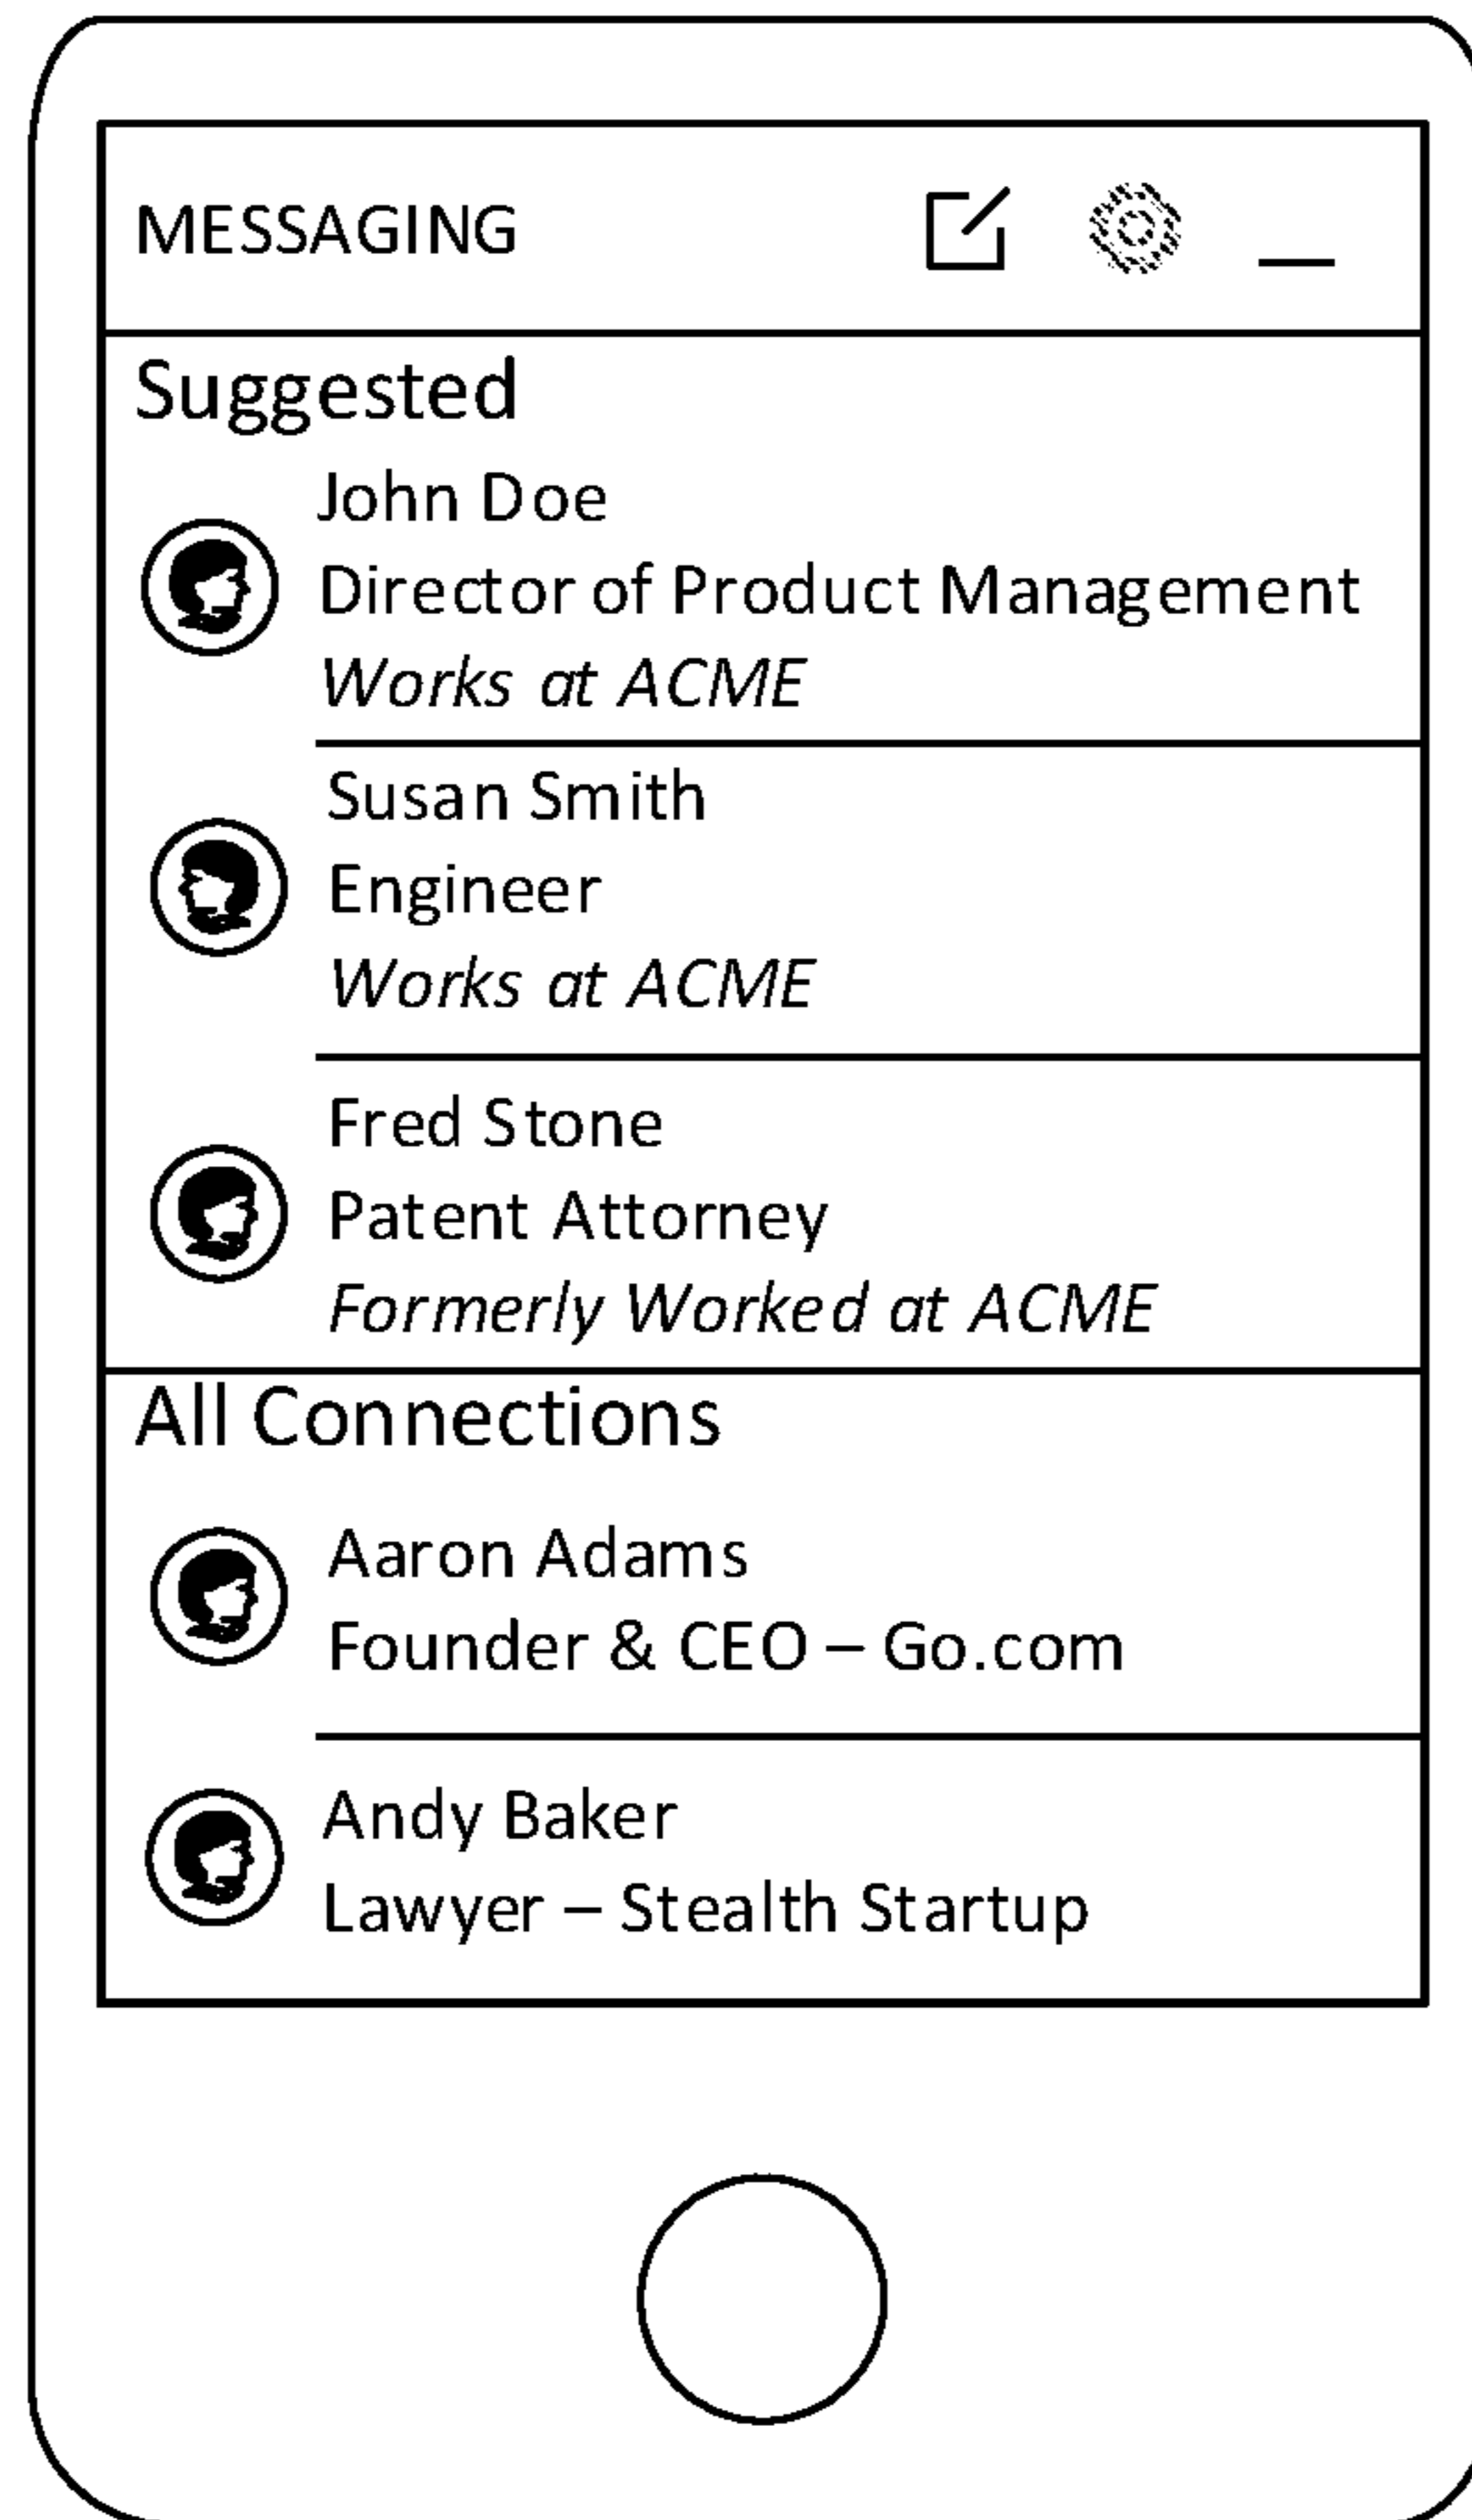 MESSAGING
Suggested
John Doe
Director of Product Management
Works at ACME
Susan Smith
Engineer
Works at ACME
Fred Stone
Patent Attorney
Formerly Worked at ACME
All Connections
Aaron Adams
Founder & CEO – Go.com
Andy Baker
Lawyer – Stealth Startup